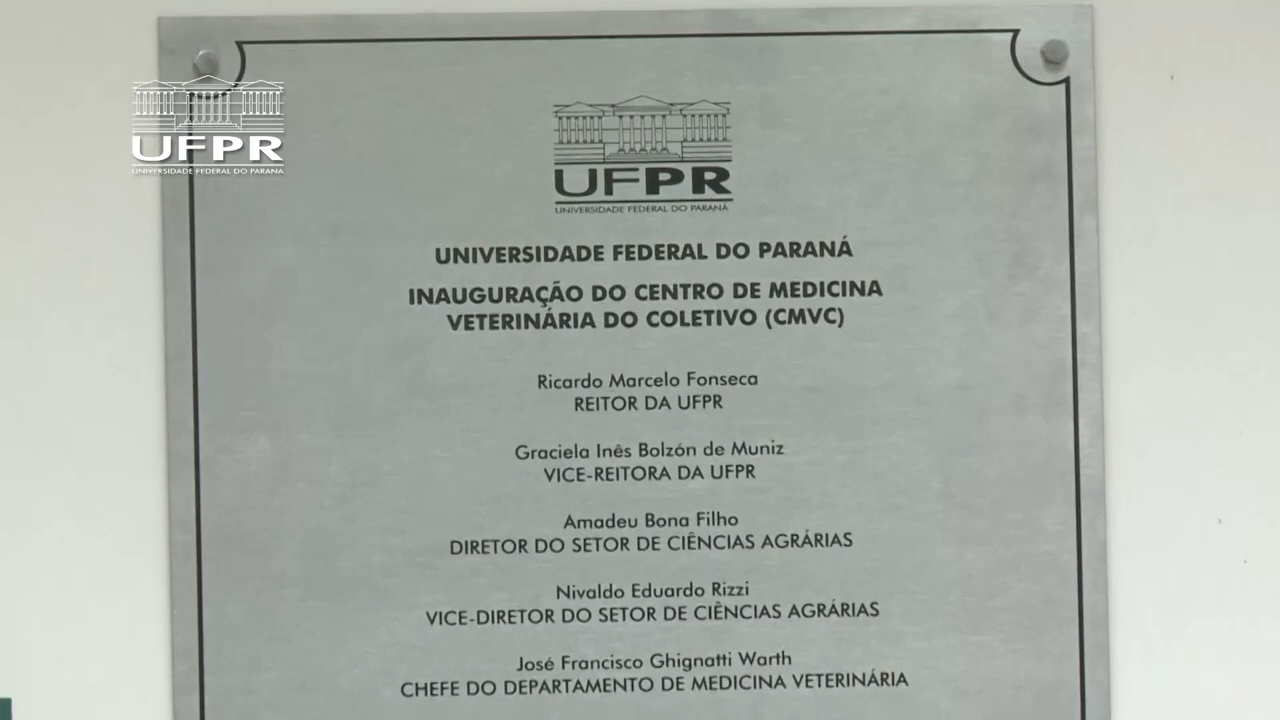 UFPR
UNIVERSIDADE FEDERAL DO PARANÁ
UFPR
UNIVERSIDADE FEDERAL DO PARANÁ
UNIVERSIDADE FEDERAL DO PARANÁ
INAUGURAÇÃO DO CENTRO DE MEDICINA
VETERINÁRIA DO COLETIVO (CMVC)
Ricardo Marcelo Fonseca
REITOR DA UFPR
Graciela Inês Bolzón de Muniz
VICE-REITORA DA UFPR
Amadeu Bona Filho
DIRETOR DO SETOR DE CIÊNCIAS AGRÁRIAS
Nivaldo Eduardo Rizzi
VICE-DIRETOR DO SETOR DE CIÊNCIAS AGRÁRIAS
José Francisco Ghignatti Warth
CHEFE DO DEPARTAMENTO DE MEDICINA VETERINÁRIA